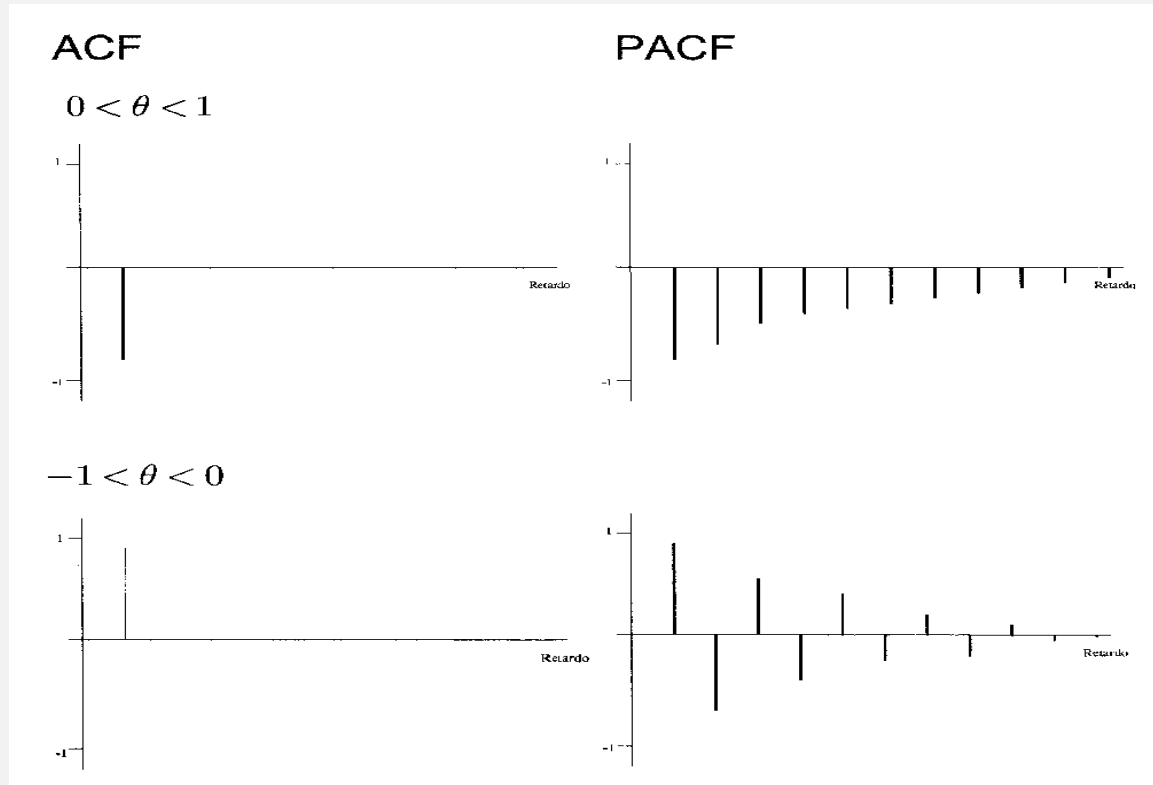 ACF
PACF
0 < θ < 1
1
-1
Retardo
1
-1
Retardo
−1 < θ < 0
1
-1
Retardo
1
-1
Retardo